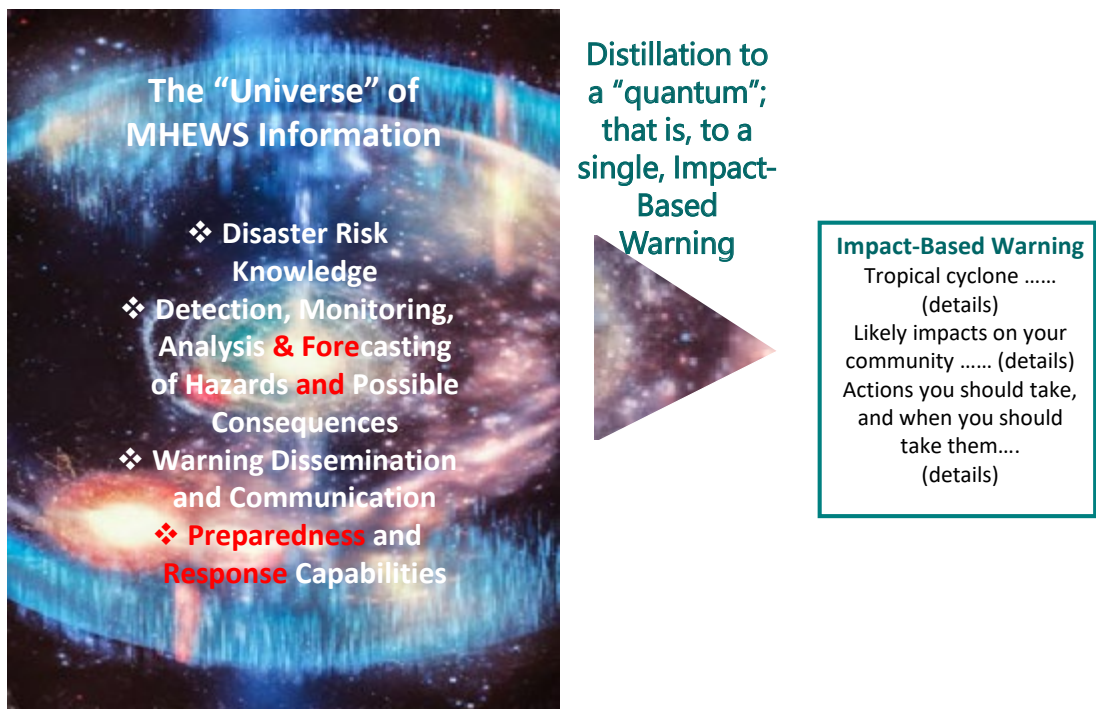 The “Universe” of
MHEWS Information
❖ Disaster Risk
Knowledge
❖ Detection, Monitoring,
Analysis & Forecasting
of Hazards and Possible
Consequences
❖ Warning Dissemination
and Communication
❖ Preparedness and
Response Capabilities
Distillation to
a “quantum”;
that is, to a
single, Impact-
Based
Warning
Impact-Based Warning
Tropical cyclone ……
(details)
Likely impacts on your
community …… (details)
Actions you should take,
and when you should
take them….
(details)